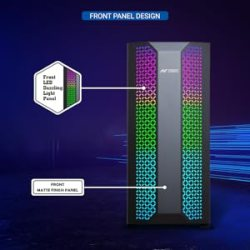 FRONT PANEL DESIGN
Front
LED
Dazzling
Light
Panel
FRONT
MATTE FINISH PANEL